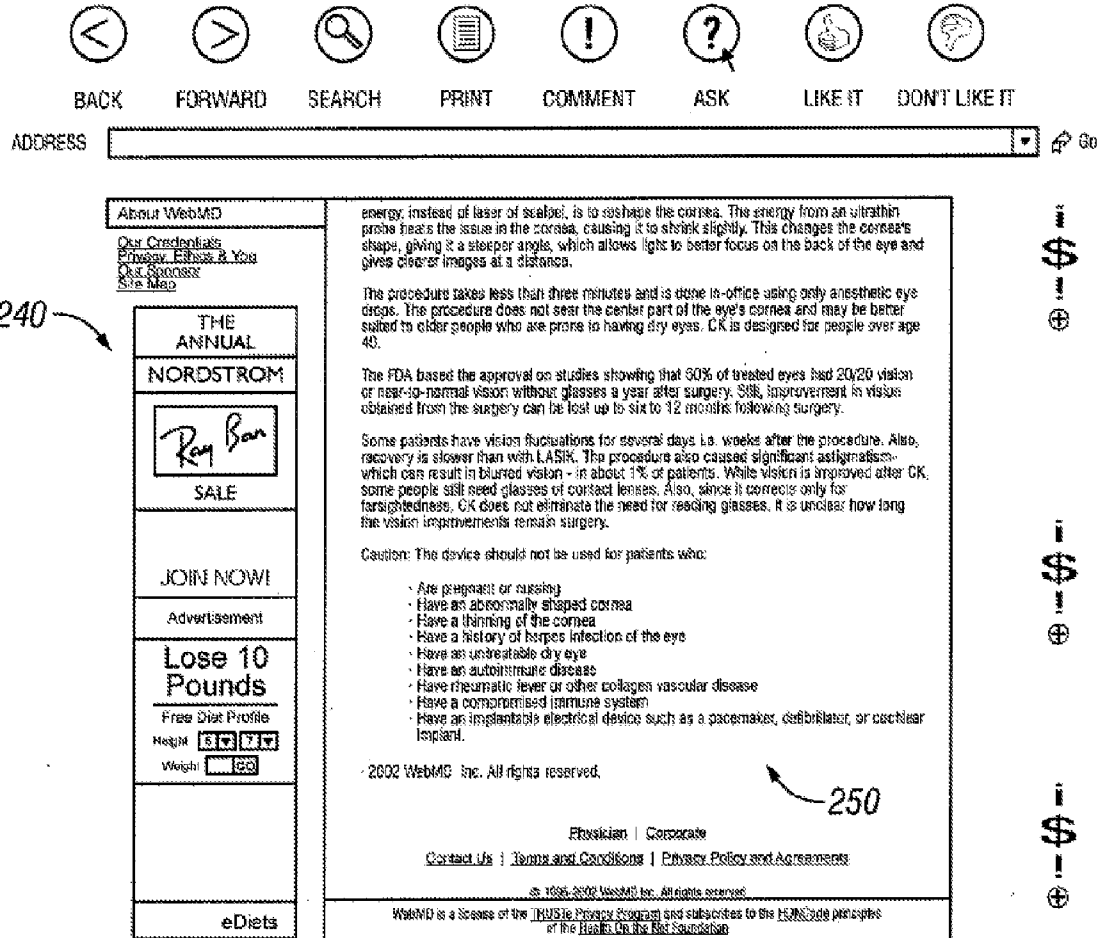 BACK FORWARD SEARCH PRINT COMMENT ASK LIKE IT DON'T LIKE IT
ADDRESS Go
About WebMD
Our Credentials
Privacy, Ethics & You
Our Sponsor
Site Map
240
THE
ANNUAL
NORDSTROM
Ray Ban
SALE
JOIN NOW!
Advertisement
Lose 10
Pounds
Free Diet Profile
Height 5 7
Weight GO
eDiets
energy, instead of laser of scalpel, is to reshape the cornea. The energy from an ultrathin
probe heats the issue in the cornea, causing it to shrink slightly. This changes the cornea's
shape, giving it a steeper angle, which allows light to better focus on the back of the eye and
gives clearer images at a distance.
The procedure takes less than three minutes and is done in-office using only anesthetic eye
drops. The procedure does not sear the center part of the eye's cornea and may be better
suited to older people who are prone to having dry eyes. CK is designed for people over age
40.
The FDA based the approval on studies showing that of treated eyes had 20/20 vision
or near-to-normal vision without glasses a year after surgery. Still, improvement in vision
obtained from the surgery can be lost up to six to 12 months following surgery.
Some patients have vision fluctuations for several days i.e. weeks after the procedure. Also,
recovery is slower than with LASIK. The procedure also caused significant astigmatism-
which can result in blurred vision - in about 1% of patients. While vision is improved after CK,
some people still need glasses of contact lenses. Also, since it corrects only for
farsightedness, CK does not eliminate the need for reading glasses. It is unclear how long
the vision improvements remain surgery.
Caution: The device should not be used for patients who:
· Are pregnant or nursing
· Have an abnormally shaped cornea
· Have a thinning of the cornea
· Have a history of herpes infection of the eye
· Have an untreatable dry eye
· Have an autoimmune disease
· Have rheumatic fever or other collagen vascular disease
· Have a compromised immune system
· Have an implantable electrical device such as a pacemaker, defibrillator, or cochlear
implant.
· 2002 WebMD Inc. All rights reserved.
250
Physician | Corporate
Contact Us | Terms and Conditions | Privacy Policy and Agreements
© 1996-2002 WebMD Inc. All rights reserved
WebMD is a licensee of the TRUSTe Privacy Program and subscribes to the HONCode principles
of the Health On the Net Foundation
! $ ! ⊕
! $ ! ⊕
! $ ! ⊕